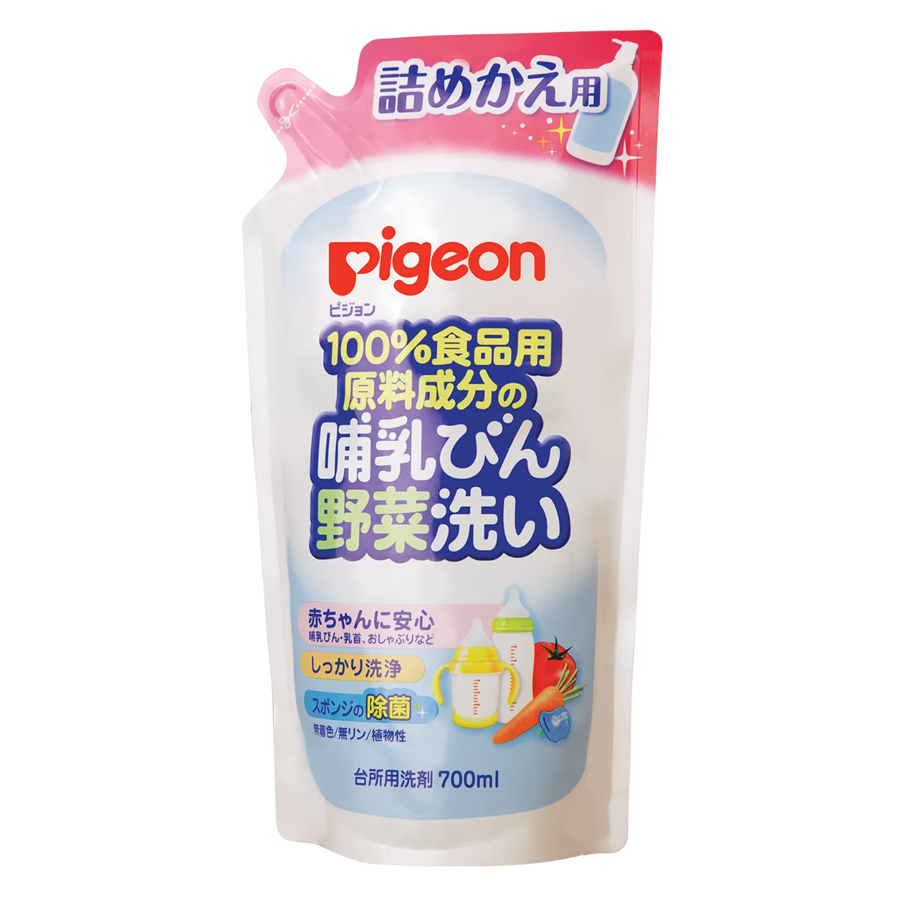 詰めかえ用
pigeon
ピジョン
100%食品用
原料成分の
哺乳びん
野菜洗い
赤ちゃんに安心
哺乳びん・乳首、おしゃぶりなど
しっかり洗浄
スポンジの除菌
無着色/無リン/植物性
台所用洗剤 700ml